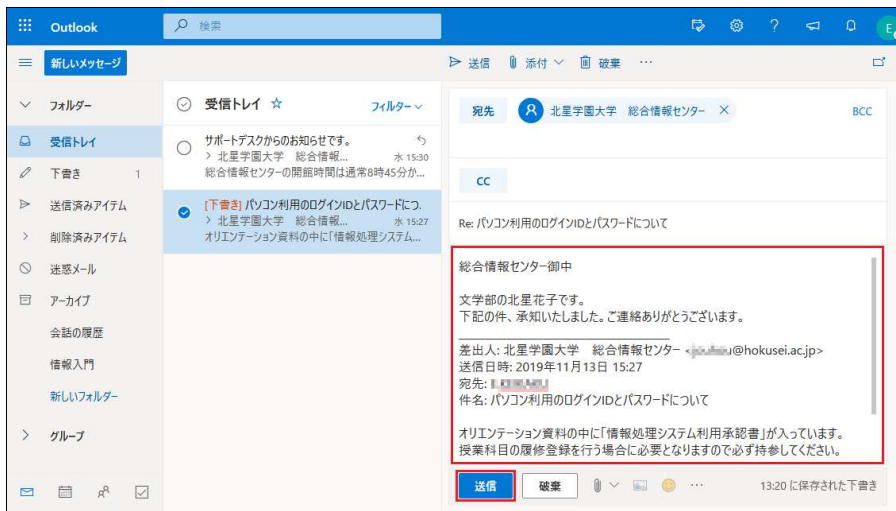 Outlook
検索
E
新しいメッセージ
送信 添付 破棄 …
フォルダー
受信トレイ
下書き 1
送信済みアイテム
削除済みアイテム
迷惑メール
アーカイブ
会話の履歴
情報入門
新しいフォルダー
グループ
受信トレイ
フィルター
サポートデスクからのお知らせです。
> 北星学園大学 総合情報... 水 15:30
総合情報センターの開館時間は通常8時45分か...
[下書き] パソコン利用のログインIDとパスワードにつ.
> 北星学園大学 総合情報... 水 15:27
オリエンテーション資料の中に「情報処理システム...
宛先 北星学園大学 総合情報センター × BCC
CC
Re: パソコン利用のログインIDとパスワードについて
総合情報センター御中
文学部の北星花子です。
下記の件、承知いたしました。ご連絡ありがとうございます。
差出人: 北星学園大学 総合情報センター < u@hokusei.ac.jp>
送信日時: 2019年11月13日 15:27
宛先:
件名: パソコン利用のログインIDとパスワードについて
オリエンテーション資料の中に「情報処理システム利用承認書」が入っています。
授業科目の履修登録を行う場合に必要となりますので必ず持参してください。
送信 破棄 … 13:20 に保存された下書き